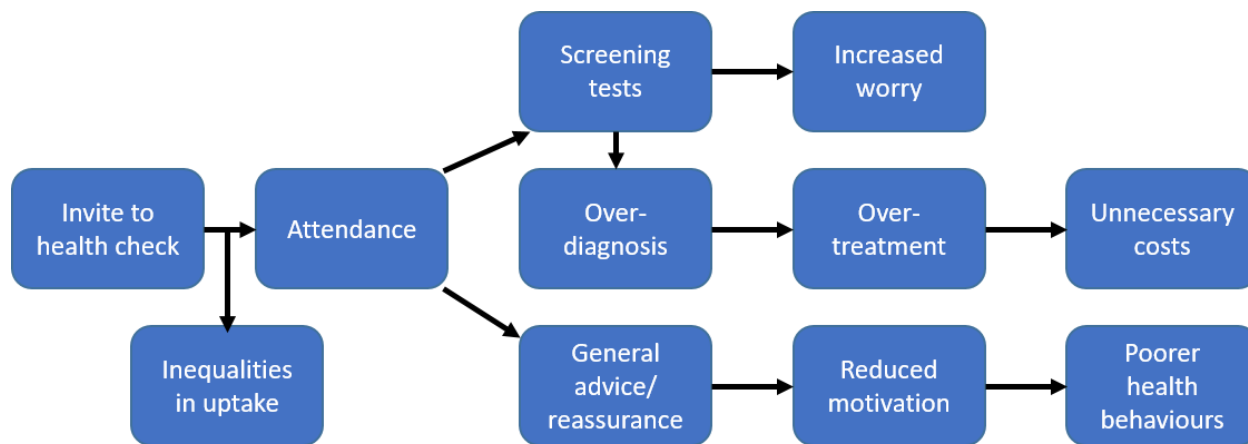 Screening
tests
Increased
worry
Invite to
health check
Attendance
Over-
diagnosis
Over-
treatment
Unnecessary
costs
Inequalities
in uptake
General
advice/
reassurance
Reduced
motivation
Poorer
health
behaviours